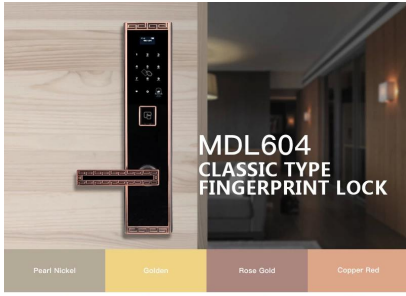 MDL604
CLASSIC TYPE
FINGERPRINT LOCK
Pearl Nickel
Golden
Rose Gold
Copper Red